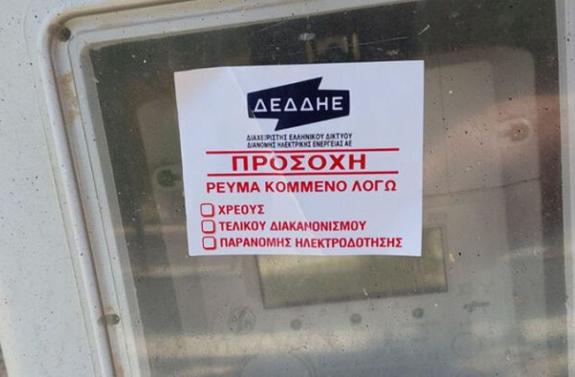 ΔΕΔΔΗΕ
ΔΙΑΧΕΙΡΙΣΤΗΣ ΕΛΛΗΝΙΚΟΥ ΔΙΚΤΥΟΥ
ΔΙΑΝΟΜΗΣ ΗΛΕΚΤΡΙΚΗΣ ΕΝΕΡΓΕΙΑΣ ΑΕ
ΠΡΟΣΟΧΗ
ΡΕΥΜΑ ΚΟΜΜΕΝΟ ΛΟΓΩ
ΧΡΕΟΥΣ
ΤΕΛΙΚΟΥ ΔΙΑΚΑΝΟΝΙΣΜΟΥ
ΠΑΡΑΝΟΜΗΣ ΗΛΕΚΤΡΟΔΟΤΗΣΗΣ